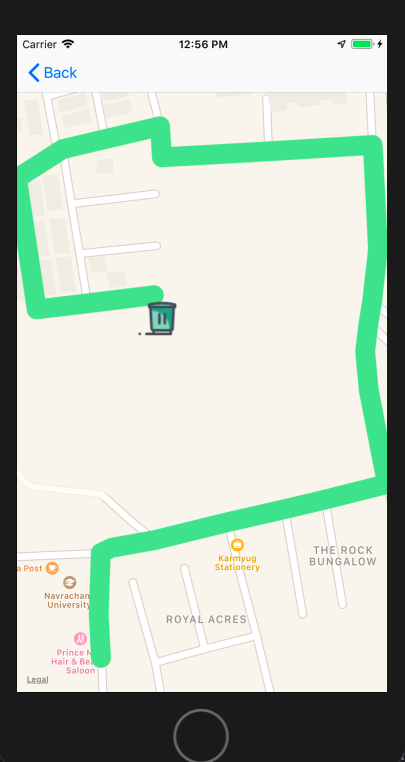 Carrier 12:56 PM
Back
THE ROCK
BUNGALOW
Karmyug
Stationery
a Post
Navrachan
University
ROYAL ACRES
Prince M
Hair & Bea
Saloon
Legal